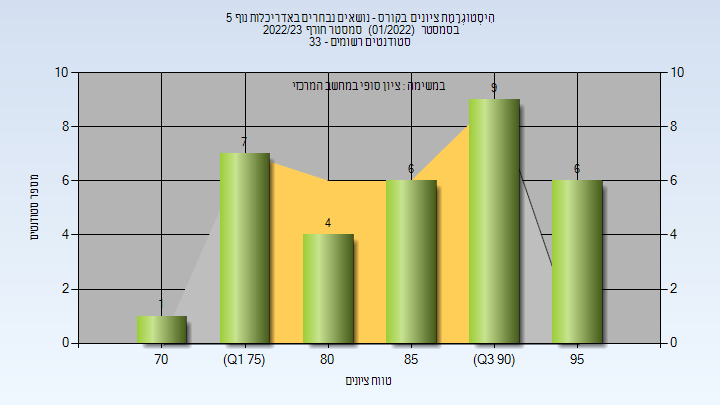 הִיסְטוֹגְרָמַת ציונים בקורס - נושאים נבחרים באדריכלות נוף 5
בסמסטר (01/2022) סמסטר חורף 2022/23
סטודנטים רשומים - 33
במשימה : ציון סופי במחשב המרכזי
10 10
8 8
6 6
4 4
2 2
0 0
1 7 4 6 9 6
מספר סטודנטים
70 (Q1 75) 80 85 (Q3 90) 95
טווח ציונים